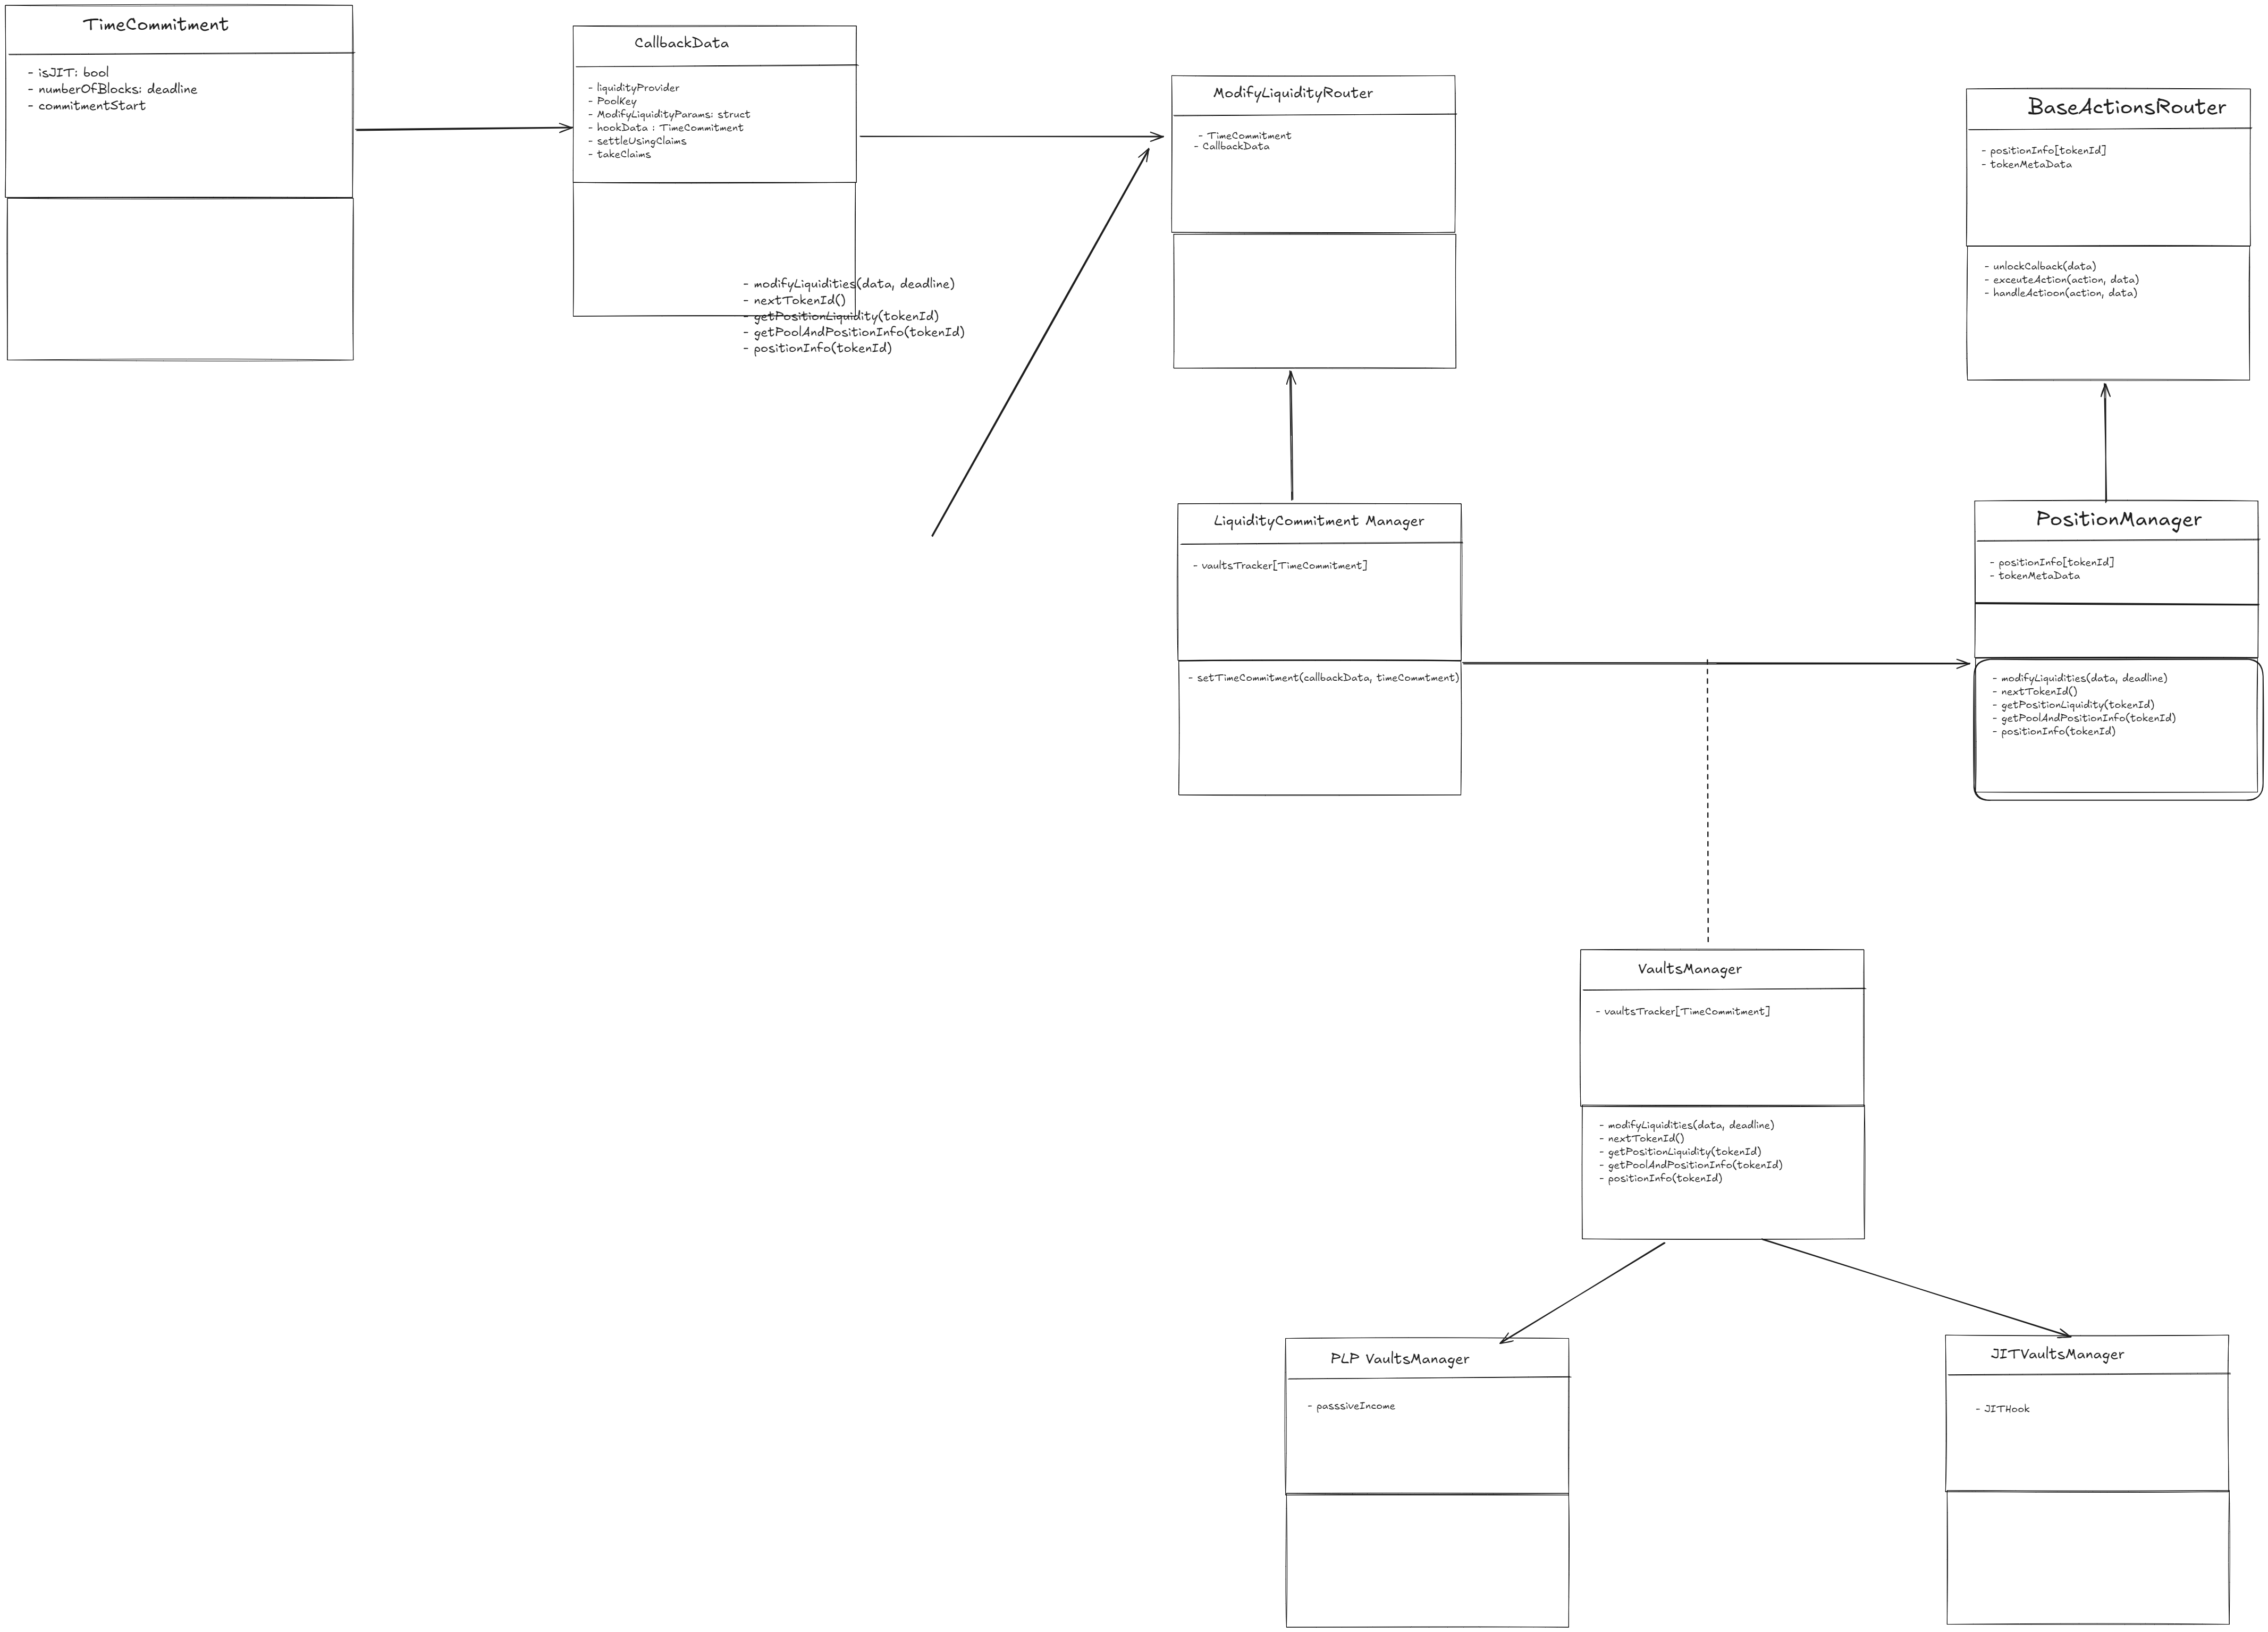 TimeCommitment
- isJIT: bool
- numberOfBlocks: deadline
- commitmentStart
CallbackData
- liquidityProvider
- PoolKey
- ModifyLiquidityParams: struct
- hookData : TimeCommitment
- settleUsingClaims
- takeClaims
- modifyLiquidities(data, deadline)
- nextTokenId()
- getPositionLiquidity(tokenId)
- getPoolAndPositionInfo(tokenId)
- positionInfo(tokenId)
ModifyLiquidityRouter
- TimeCommitment
- CallbackData
BaseActionsRouter
- positionInfo[tokenId]
- tokenMetaData
- unlockCalback(data)
- exceuteAction(action, data)
- handleActioon(action, data)
LiquidityCommitment Manager
- vaultsTracker[TimeCommitment]
- setTimeCommitment(callbackData, timeCommtment)
PositionManager
- positionInfo[tokenId]
- tokenMetaData
- modifyLiquidities(data, deadline)
- nextTokenId()
- getPositionLiquidity(tokenId)
- getPoolAndPositionInfo(tokenId)
- positionInfo(tokenId)
VaultsManager
- vaultsTracker[TimeCommitment]
- modifyLiquidities(data, deadline)
- nextTokenId()
- getPositionLiquidity(tokenId)
- getPoolAndPositionInfo(tokenId)
- positionInfo(tokenId)
PLP VaultsManager
- passsiveIncome
JITVaultsManager
- JITHook